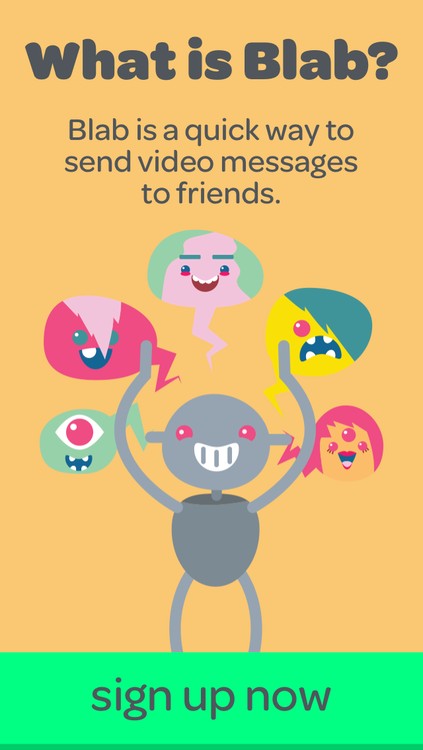 What is Blab?
Blab is a quick way to
send video messages
to friends.
sign up now